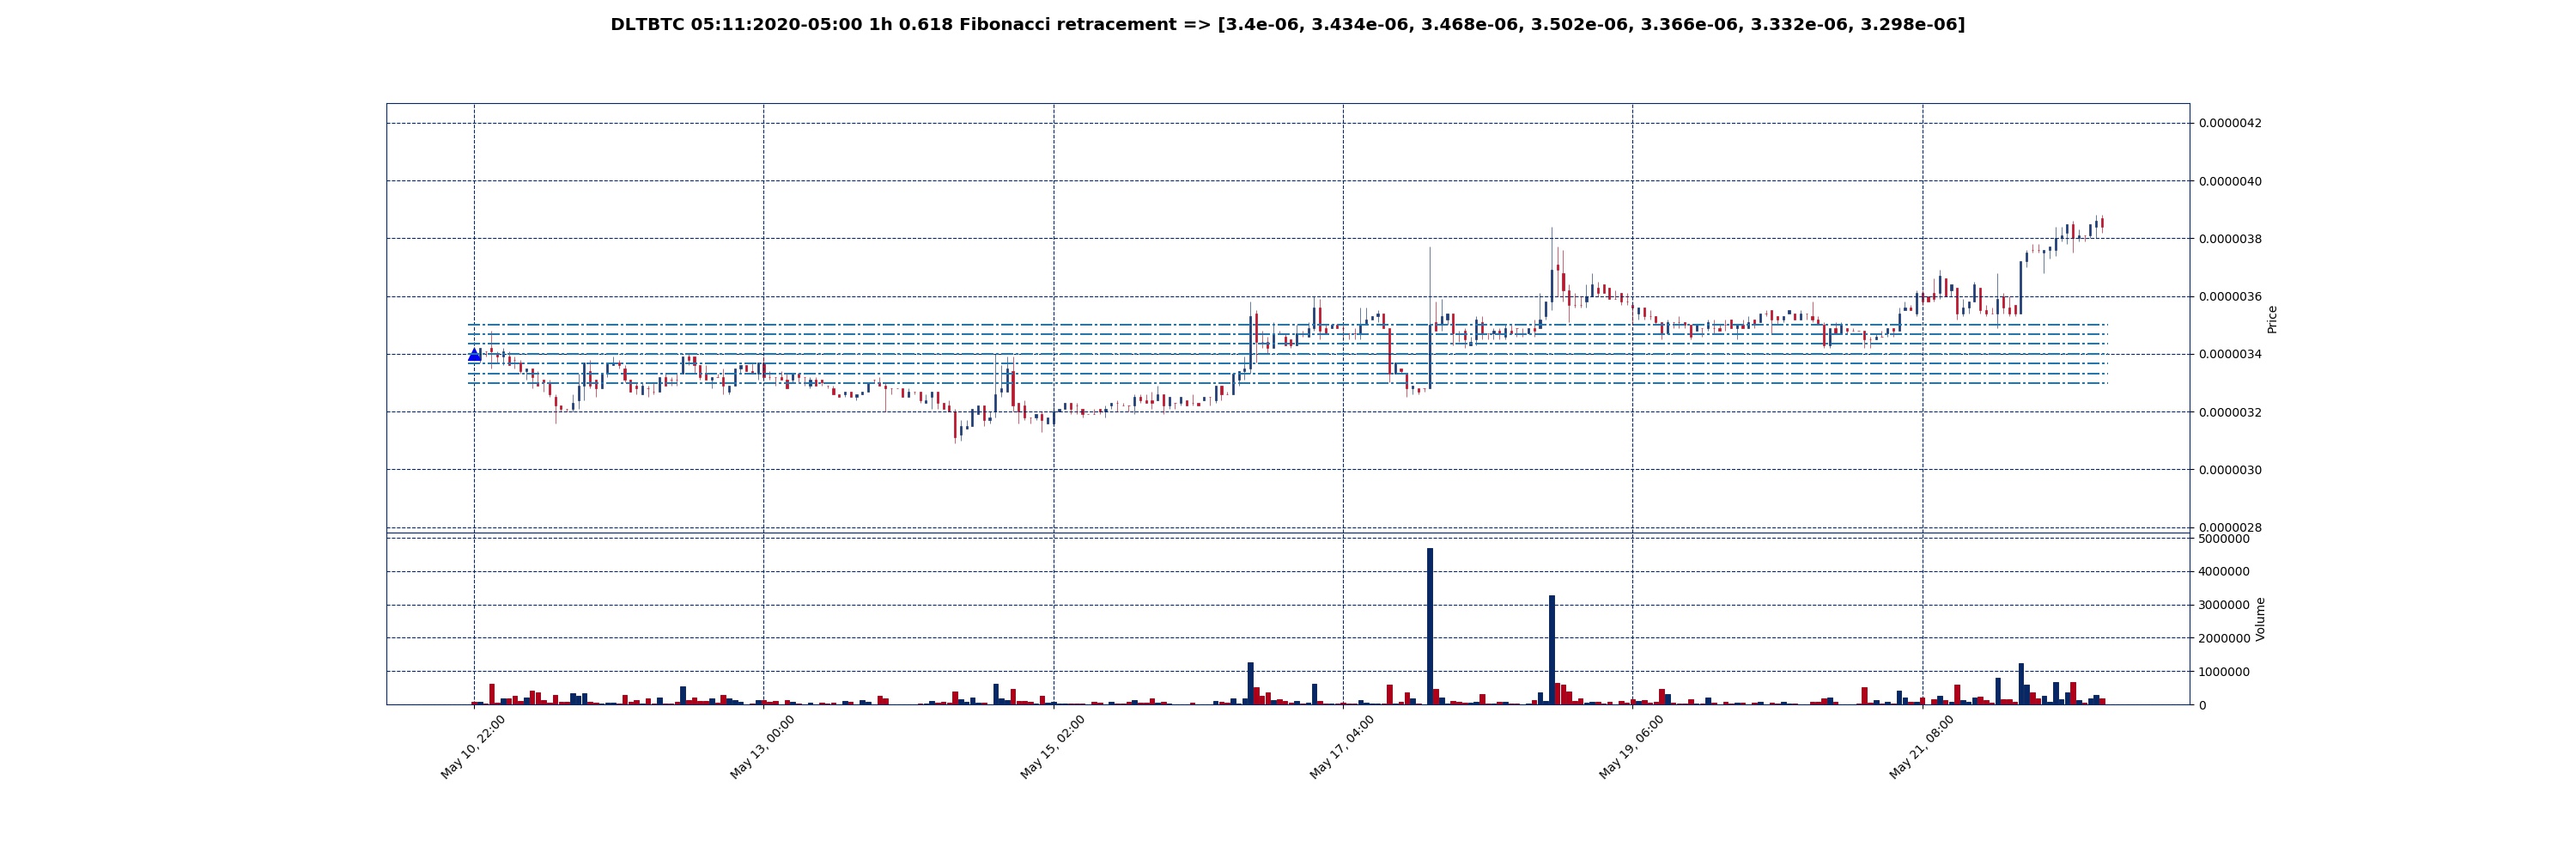 DLTBTC 05:11:2020-05:00 1h 0.618 Fibonacci retracement => [3.4e-06, 3.434e-06, 3.468e-06, 3.502e-06, 3.366e-06, 3.332e-06, 3.298e-06]
0.0000042
0.0000040
0.0000038
0.0000036
Price
0.0000034
0.0000032
0.0000030
0.0000028
5000000
4000000
3000000
Volume
2000000
1000000
0
May 10, 22:00
May 13, 00:00
May 15, 02:00
May 17, 04:00
May 19, 06:00
May 21, 08:00